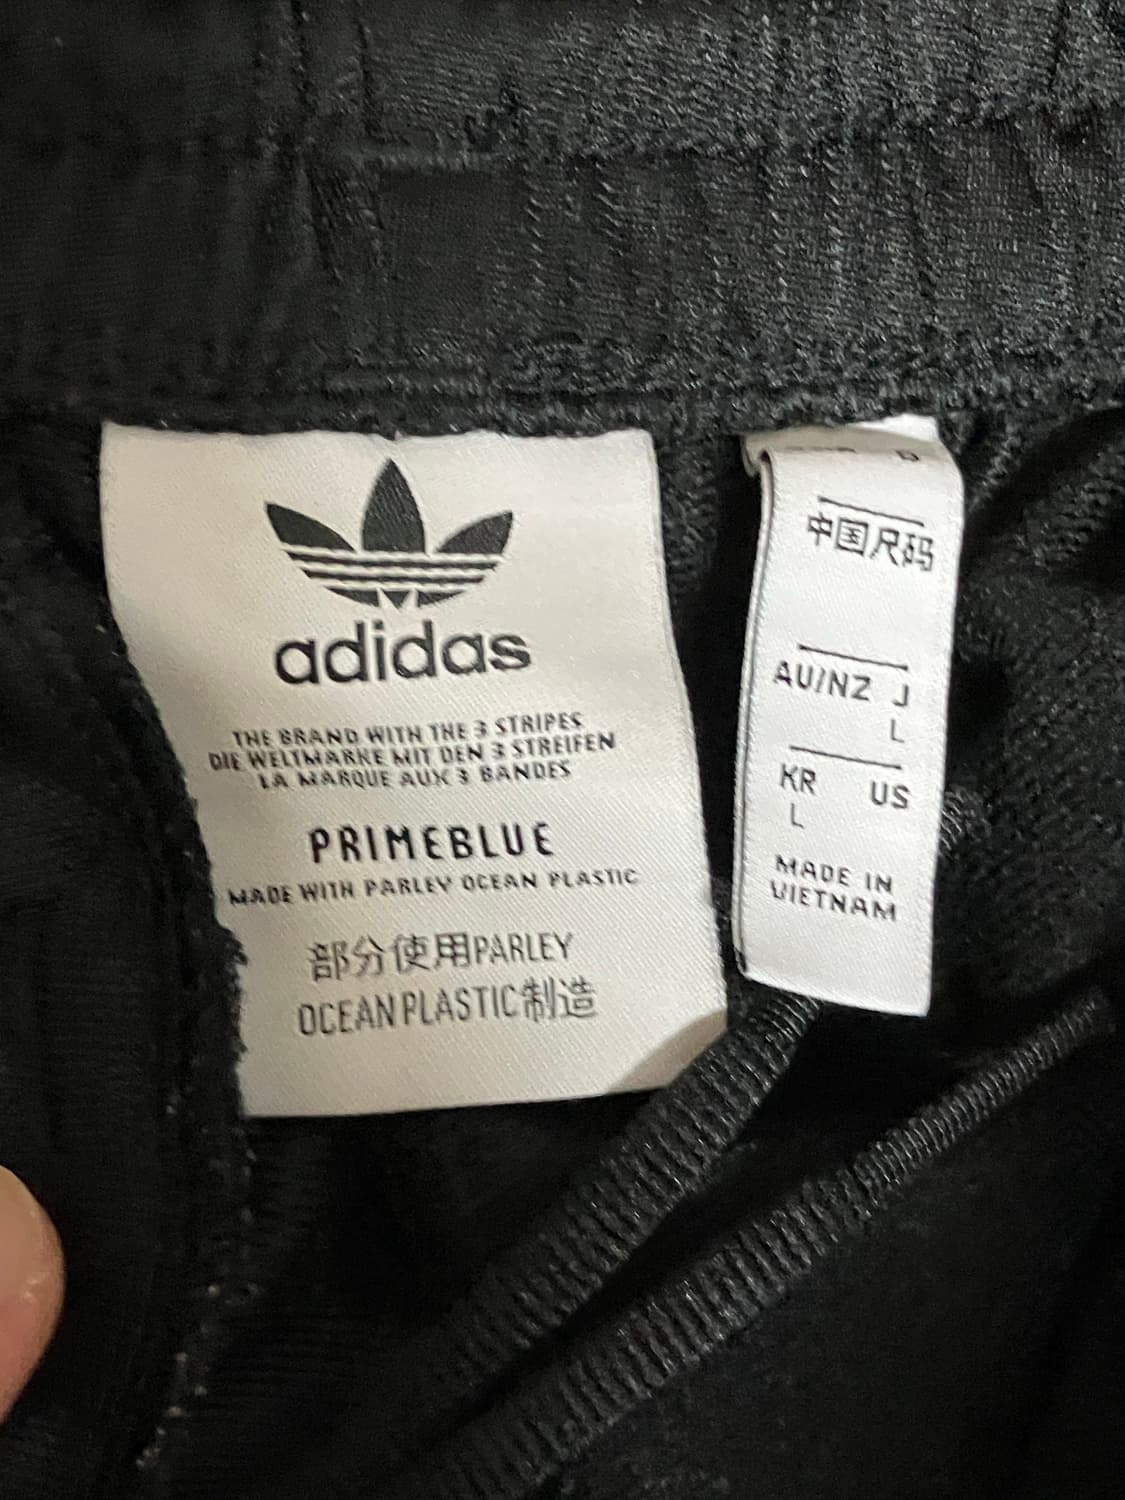 adidas
THE BRAND WITH THE 3 STRIPES
DIE WELTMARKE MIT DEN 3 STREIFEN
LA MARQUE AUX 3 BANDES
PRIMEBLUE
MADE WITH PARLEY OCEAN PLASTIC
部分使用PARLEY
OCEAN PLASTIC制造
中国尺码
AU/NZ J
L
KR US
L
MADE IN
VIETNAM